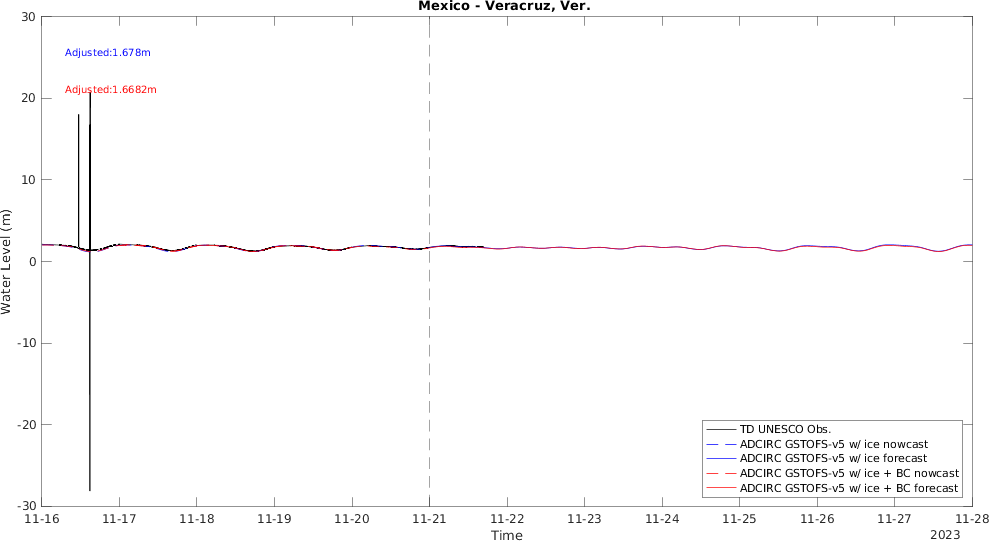 Mexico - Veracruz, Ver.
30
Adjusted:1.678m
Adjusted:1.6682m
20
10
0
-10
-20
-30
Water Level (m)
TD UNESCO Obs.
ADCIRC GSTOFS-v5 w/ ice nowcast
ADCIRC GSTOFS-v5 w/ ice forecast
ADCIRC GSTOFS-v5 w/ ice + BC nowcast
ADCIRC GSTOFS-v5 w/ ice + BC forecast
11-16 11-17 11-18 11-19 11-20 11-21 11-22 11-23 11-24 11-25 11-26 11-27 11-28
Time
2023